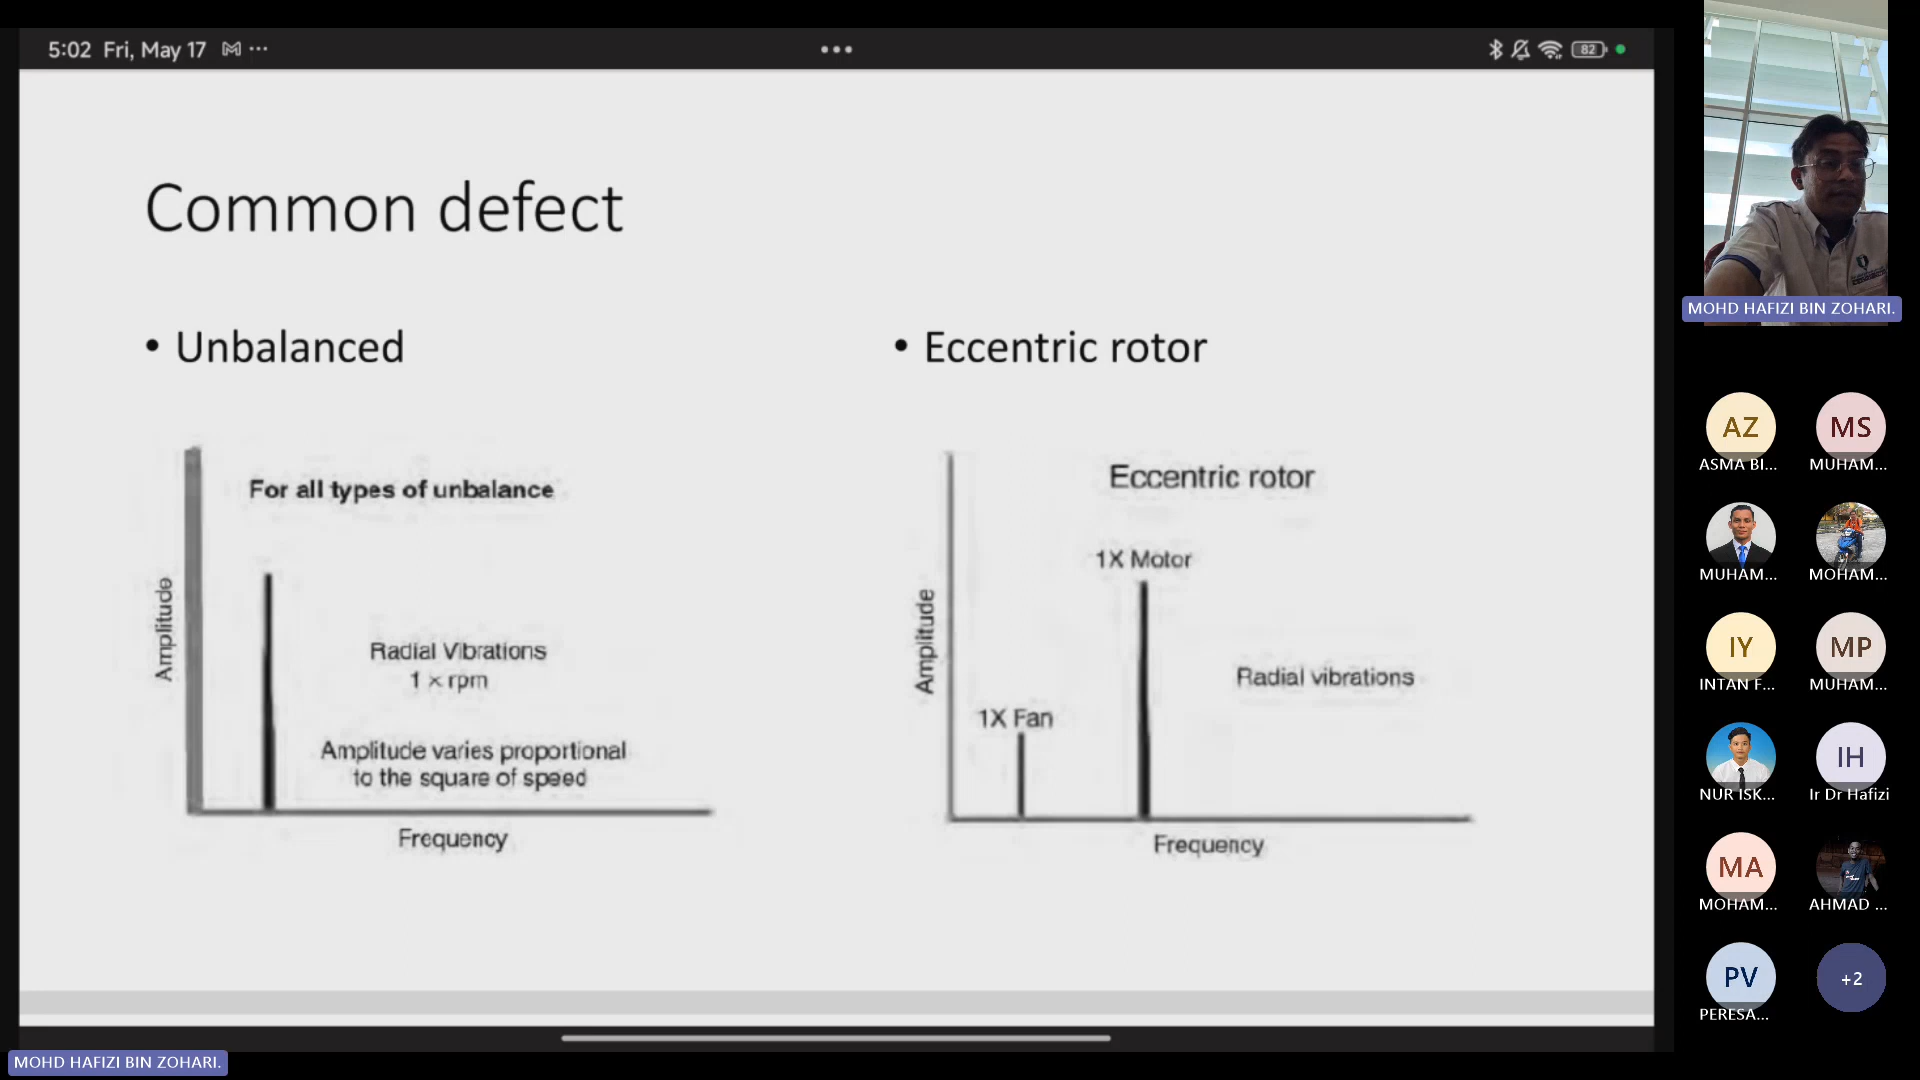 5:02 Fri, May 17
82
Common defect
• Unbalanced
For all types of unbalance
Amplitude
Radial Vibrations
1 × rpm
Amplitude varies proportional
to the square of speed
Frequency
• Eccentric rotor
Eccentric rotor
1X Motor
Amplitude
1X Fan
Radial vibrations
Frequency
MOHD HAFIZI BIN ZOHARI.
AZ
ASMA BI...
MS
MUHAM...
MUHAM...
MOHAM...
IY
INTAN F...
MP
MUHAM...
NUR ISK...
IH
Ir Dr Hafizi
MA
MOHAM...
AHMAD ...
PV
PERESA...
+2
MOHD HAFIZI BIN ZOHARI.